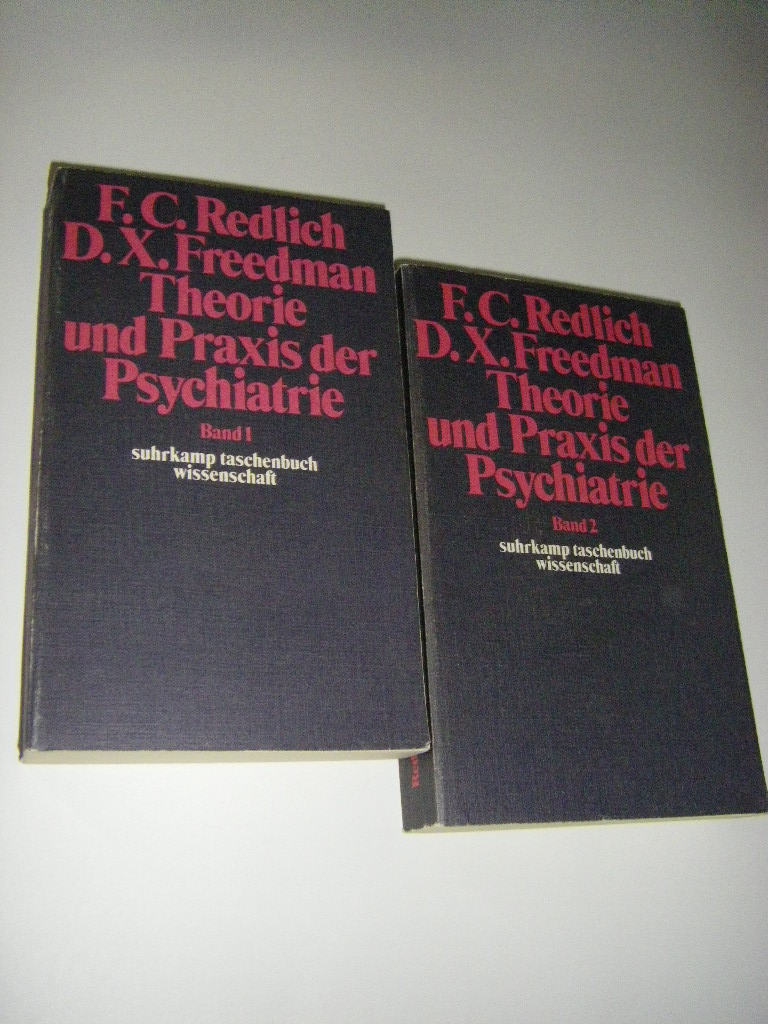 F. C. Redlich
D. X. Freedman
Theorie
und Praxis der
Psychiatrie
Band 1
suhrkamp taschenbuch
wissenschaft
F. C. Redlich
D. X. Freedman
Theorie
und Praxis der
Psychiatrie
Band 2
suhrkamp taschenbuch
wissenschaft